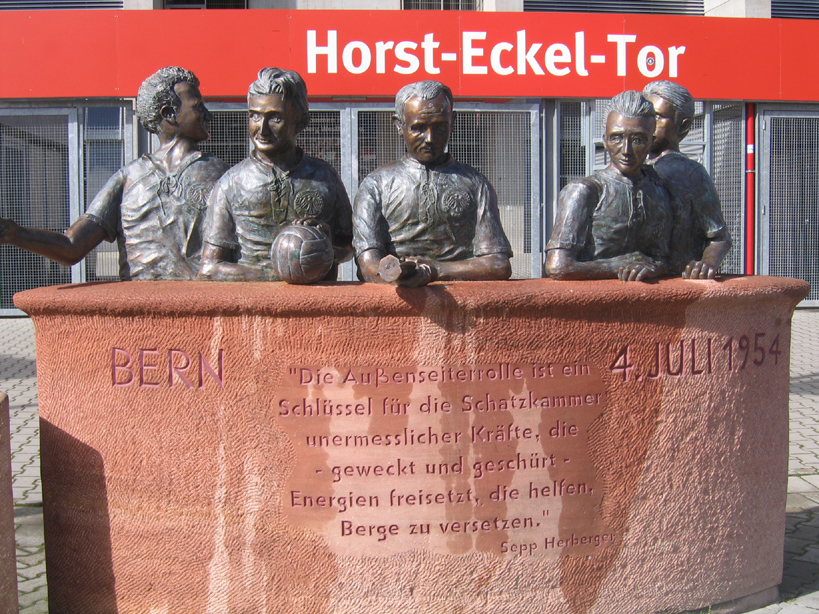 Horst-Eckel-Tor
BERN
4. JULI 1954
"Die Außenseiterrolle ist ein
Schlüssel für die Schatzkammer
unermesslicher Kräfte, die
- geweckt und geschürt -
Energien freisetzt, die helfen,
Berge zu versetzen."
Sepp Herberger